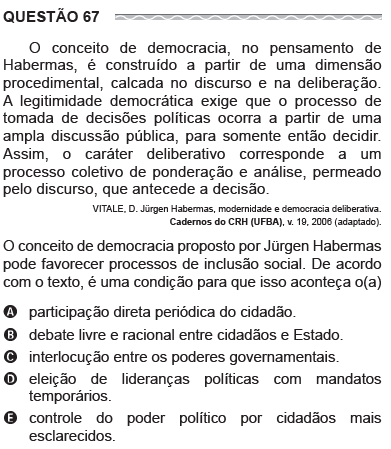 QUESTÃO 67
O conceito de democracia, no pensamento de
Habermas, é construído a partir de uma dimensão
procedimental, calcada no discurso e na deliberação.
A legitimidade democrática exige que o processo de
tomada de decisões políticas ocorra a partir de uma
ampla discussão pública, para somente então decidir.
Assim, o caráter deliberativo corresponde a um
processo coletivo de ponderação e análise, permeado
pelo discurso, que antecede a decisão.
VITALE, D. Jürgen Habermas, modernidade e democracia deliberativa.
Cadernos do CRH (UFBA), v. 19, 2006 (adaptado).
O conceito de democracia proposto por Jürgen Habermas
pode favorecer processos de inclusão social. De acordo
com o texto, é uma condição para que isso aconteça o(a)
A participação direta periódica do cidadão.
B debate livre e racional entre cidadãos e Estado.
C interlocução entre os poderes governamentais.
D eleição de lideranças políticas com mandatos
temporários.
E controle do poder político por cidadãos mais
esclarecidos.